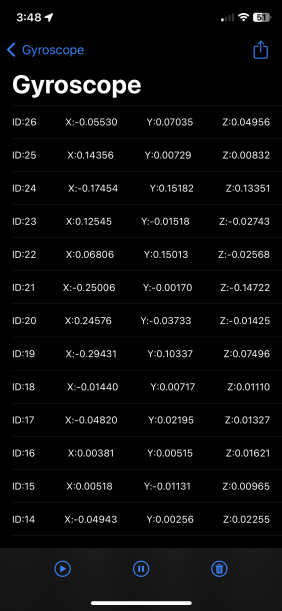 3:48 51
Gyroscope
Gyroscope
ID:26 X:-0.05530 Y:0.07035 Z:0.04956
ID:25 X:0.14356 Y:0.00729 Z:0.00832
ID:24 X:-0.17454 Y:0.15182 Z:0.13351
ID:23 X:0.12545 Y:-0.01518 Z:-0.02743
ID:22 X:0.06806 Y:0.15013 Z:-0.02568
ID:21 X:-0.25006 Y:-0.00170 Z:-0.14722
ID:20 X:0.24576 Y:-0.03733 Z:-0.01425
ID:19 X:-0.29431 Y:0.10337 Z:0.07496
ID:18 X:-0.01440 Y:0.00717 Z:0.01110
ID:17 X:-0.04820 Y:0.02195 Z:0.01327
ID:16 X:0.00381 Y:0.00515 Z:0.01621
ID:15 X:0.00518 Y:-0.01131 Z:0.00965
ID:14 X:-0.04943 Y:0.00256 Z:0.02255